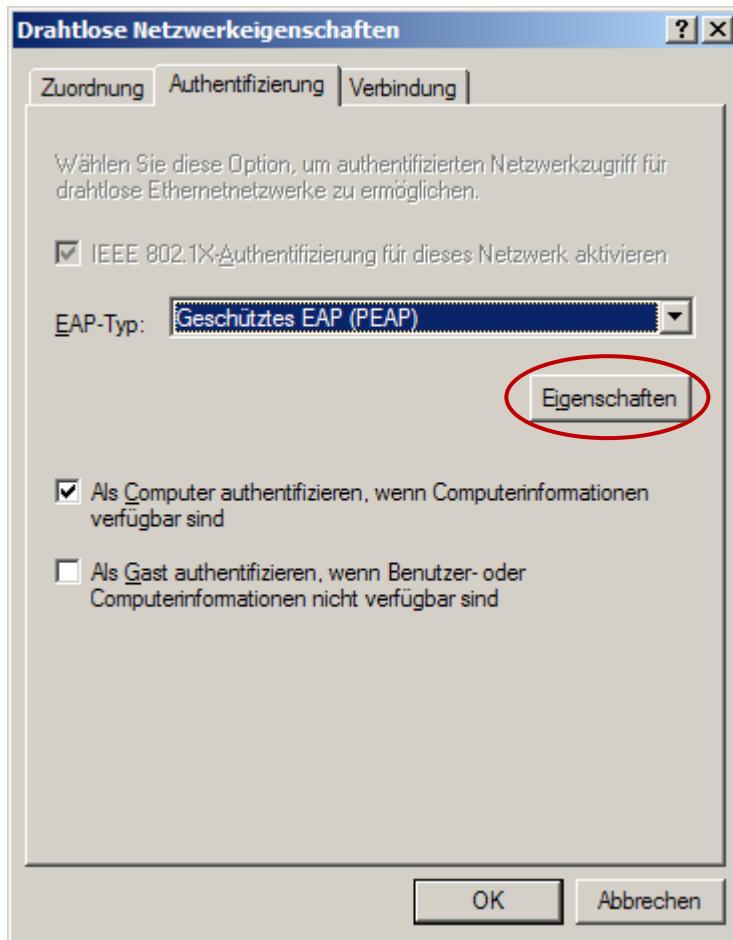 Drahtlose Netzwerkeigenschaften
Zuordnung Authentifizierung Verbindung
Wählen Sie diese Option, um authentifizierten Netzwerkzugriff für
drahtlose Ethernetnetzwerke zu ermöglichen.
IEEE 802.1X-Authentifizierung für dieses Netzwerk aktivieren
EAP-Typ: Geschütztes EAP (PEAP)
Eigenschaften
Als Computer authentifizieren, wenn Computerinformationen
verfügbar sind
Als Gast authentifizieren, wenn Benutzer- oder
Computerinformationen nicht verfügbar sind
OK Abbrechen